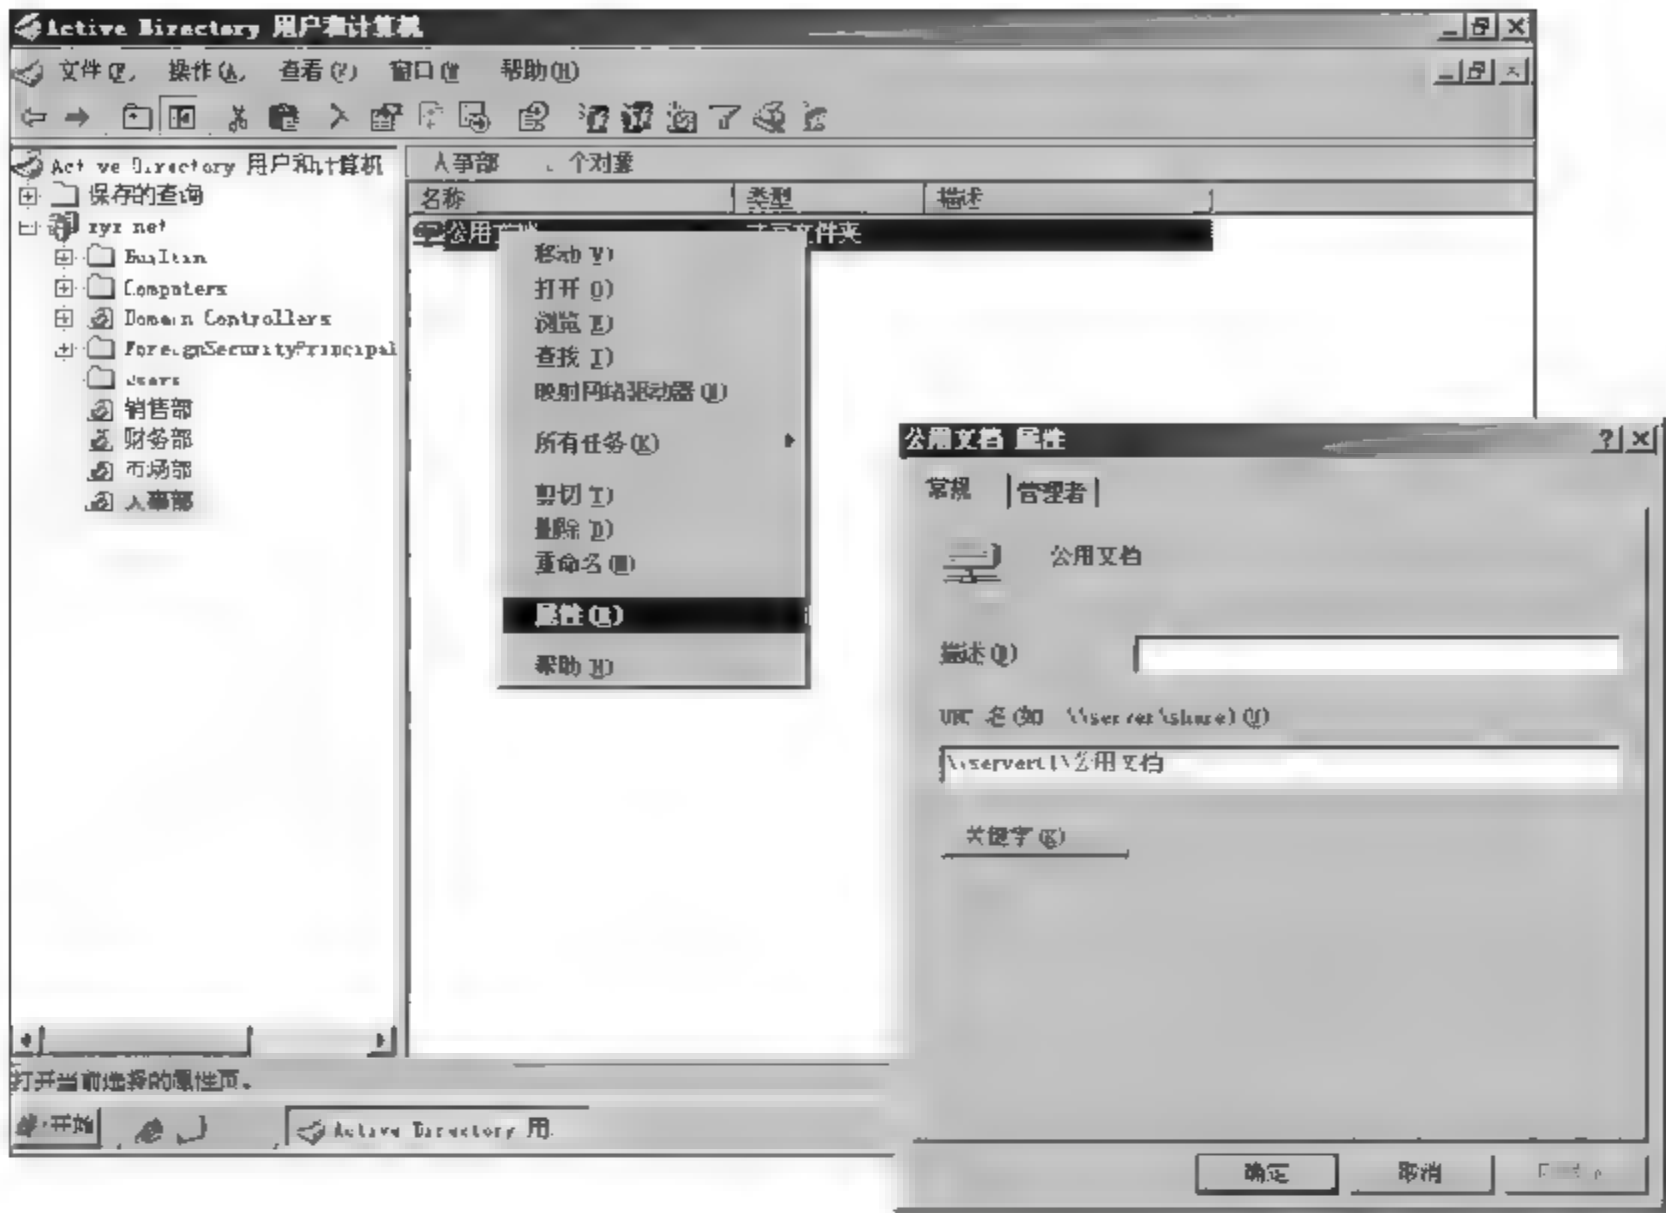 Active Directory 用户和计算机
文件(F) 操作(A) 查看(V) 窗口(W 帮助(H)
Active Directory 用户和计算机
人事部 个对象
保存的查询
名称 类型 描述
net
公用文档 共享文件夹
Builtin
Computers
Domain Controllers
ForeignSecurityPrincipal
Users
销售部
财务部
市场部
人事部
移动 V)
打开 O)
浏览 E)
查找 I)
映射网络驱动器(N)
所有任务(K)
剪切 T)
删除 D)
重命名(M)
属性(R)
帮助 H)
公用文档 属性
常规 管理者
公用文档
描述(D)
UNC 名(如 \\server\share)(U)
\公用文档
关键字(K)
打开当前选择的属性页。
开始 Active Directory 用
确定 取消